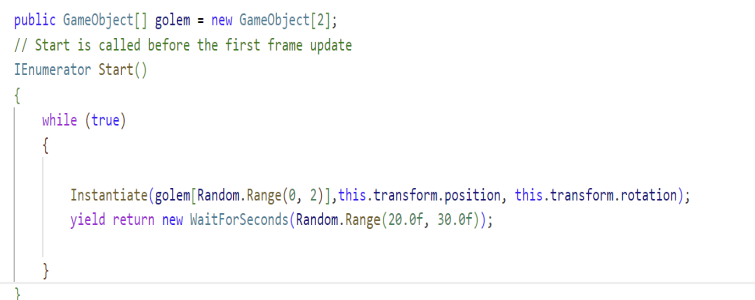 public GameObject[] golem = new GameObject[2];
// Start is called before the first frame update
IEnumerator Start()
{
while (true)
{
Instantiate(golem[Random.Range(0, 2)],this.transform.position, this.transform.rotation);
yield return new WaitForSeconds(Random.Range(20.0f, 30.0f));
}
}